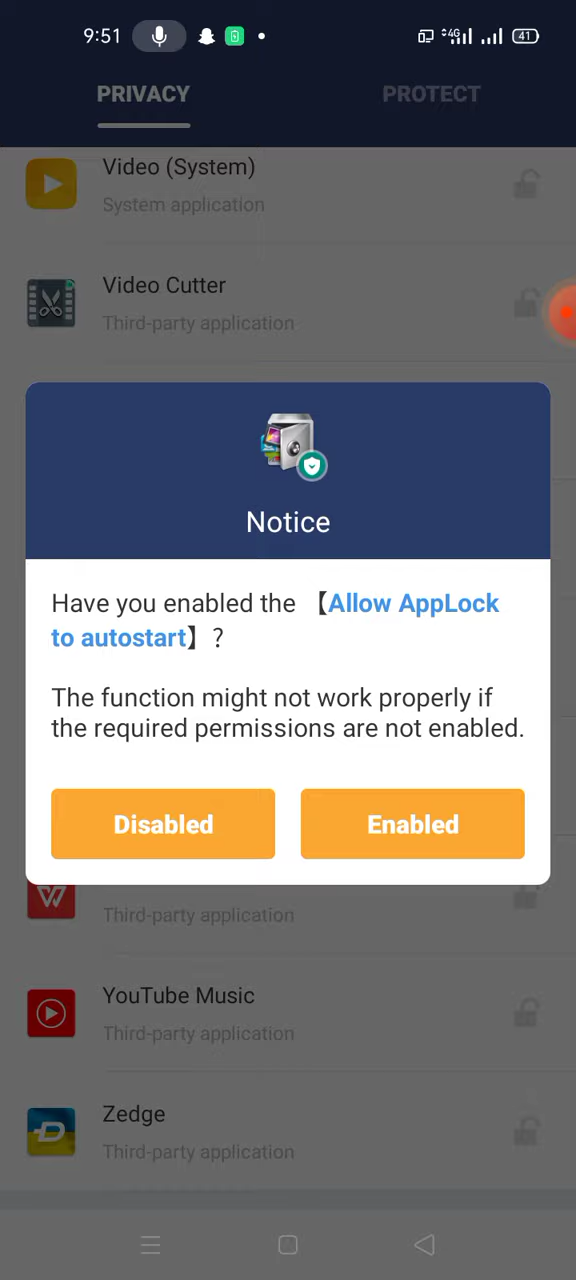 9:51 4G 41
PRIVACY PROTECT
Video (System)
System application
Video Cutter
Third-party application
Notice
Have you enabled the 【Allow AppLock
to autostart】?
The function might not work properly if
the required permissions are not enabled.
Disabled Enabled
Third-party application
YouTube Music
Third-party application
Zedge
Third-party application